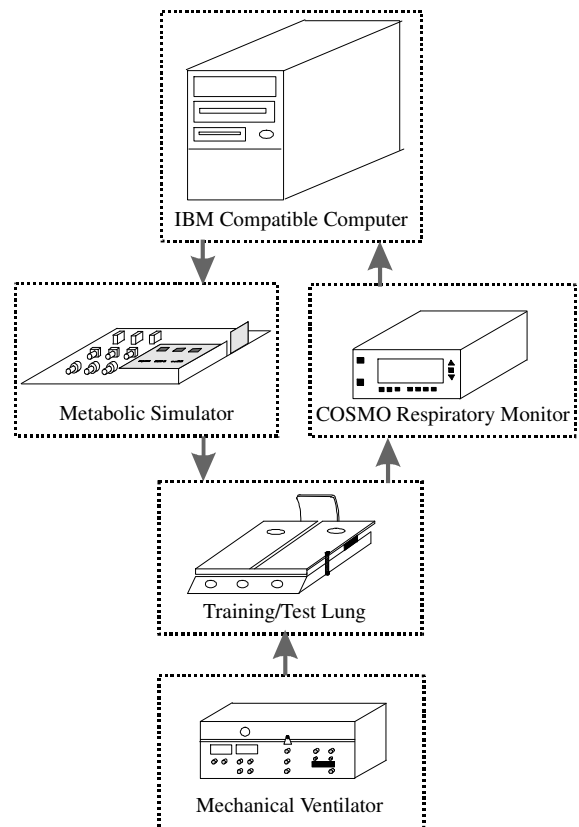 IBM Compatible Computer
Metabolic Simulator
COSMO Respiratory Monitor
Training/Test Lung
Mechanical Ventilator